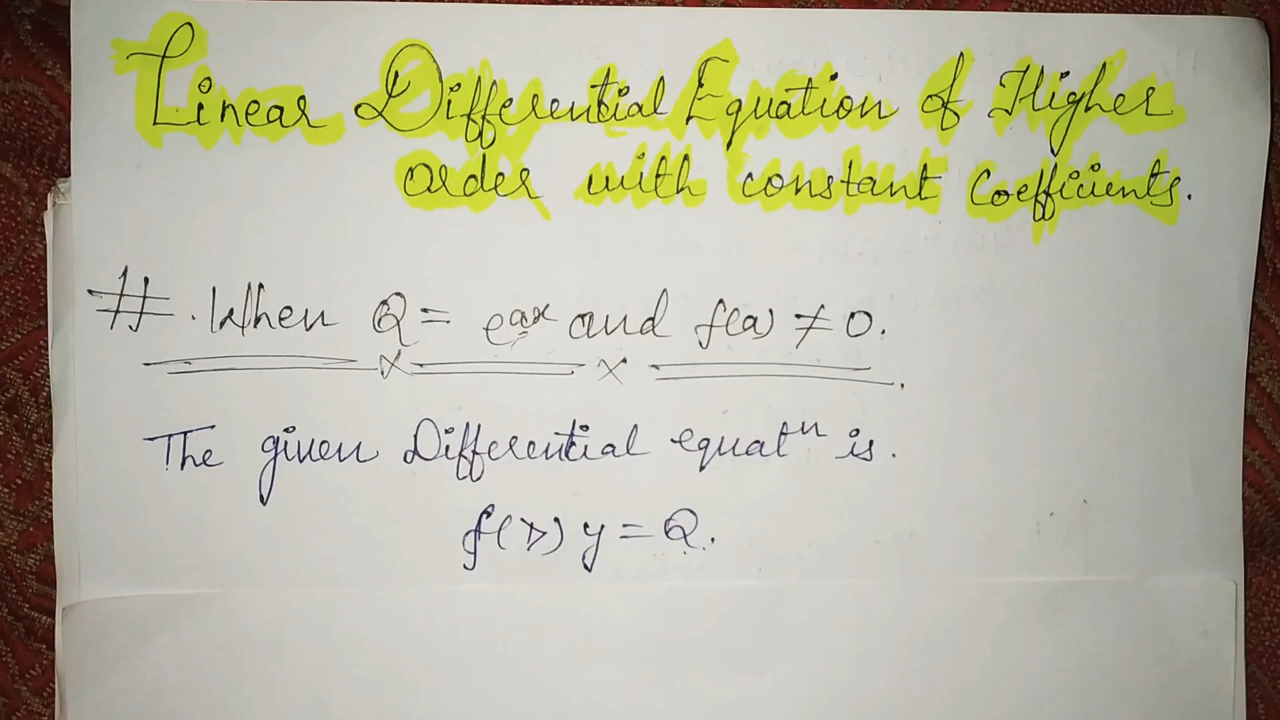 Linear Differential Equation of Higher
order with constant Coefficients.
#. When Q = e^ax and f(a) ≠ 0.
The given Differential equatⁿ is.
f(D) y = Q.